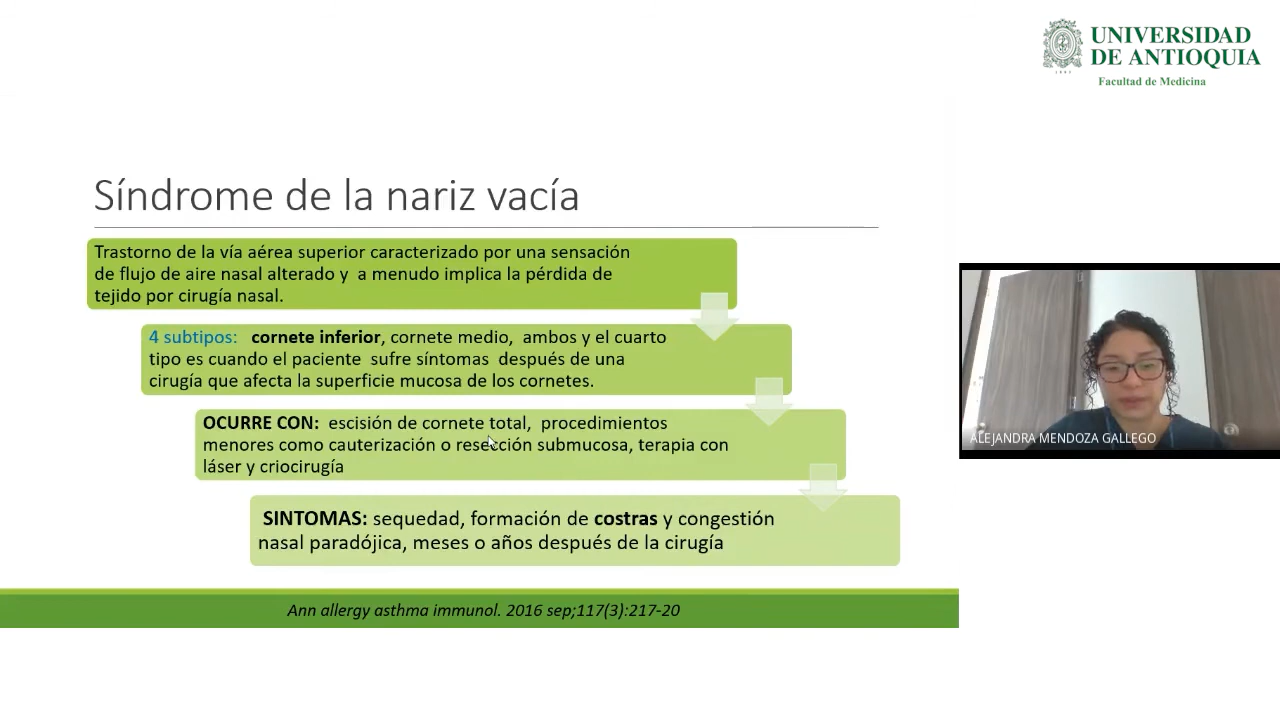 UNIVERSIDAD
DE ANTIOQUIA
1803
Facultad de Medicina
Síndrome de la nariz vacía
Trastorno de la vía aérea superior caracterizado por una sensación
de flujo de aire nasal alterado y a menudo implica la pérdida de
tejido por cirugía nasal.
4 subtipos: cornete inferior, cornete medio, ambos y el cuarto
tipo es cuando el paciente sufre síntomas después de una
cirugía que afecta la superficie mucosa de los cornetes.
OCURRE CON: escisión de cornete total, procedimientos
menores como cauterización o resección submucosa, terapia con
láser y criocirugía
SINTOMAS: sequedad, formación de costras y congestión
nasal paradójica, meses o años después de la cirugía
Ann allergy asthma immunol. 2016 sep;117(3):217-20
ALEJANDRA MENDOZA GALLEGO